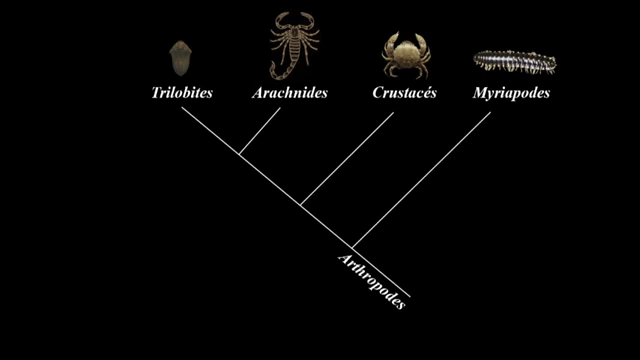 Trilobites
Arachnides
Crustacés
Myriapodes
Arthropodes